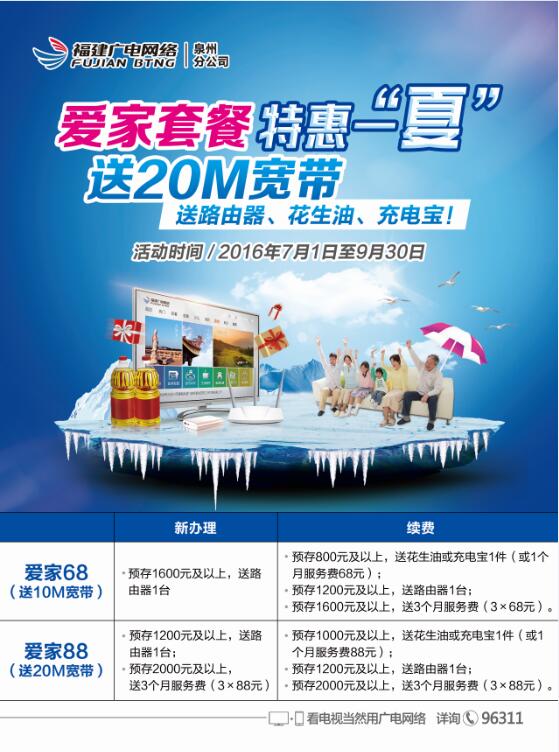 福建广电网络
FUJIAN BTNG
泉州
分公司
爱家套餐 特惠一“夏”
送20M宽带
送路由器、花生油、充电宝！
活动时间 / 2016年7月1日至9月30日
福建广电网络
新办理
续费
爱家68
（送10M宽带）
·预存1600元及以上，送路
由器1台
·预存800元及以上，送花生油或充电宝1件（或1个
月服务费68元）；
·预存1200元及以上，送路由器1台；
·预存1600元及以上，送3个月服务费（3×68元）。
爱家88
（送20M宽带）
·预存1200元及以上，送路
由器1台；
·预存2000元及以上，
送3个月服务费（3×88元）
·预存1000元及以上，送花生油或充电宝1件（或1
个月服务费88元）；
·预存1200元及以上，送路由器1台；
·预存2000元及以上，送3个月服务费（3×88元）。
看电视当然用广电网络 详询 96311